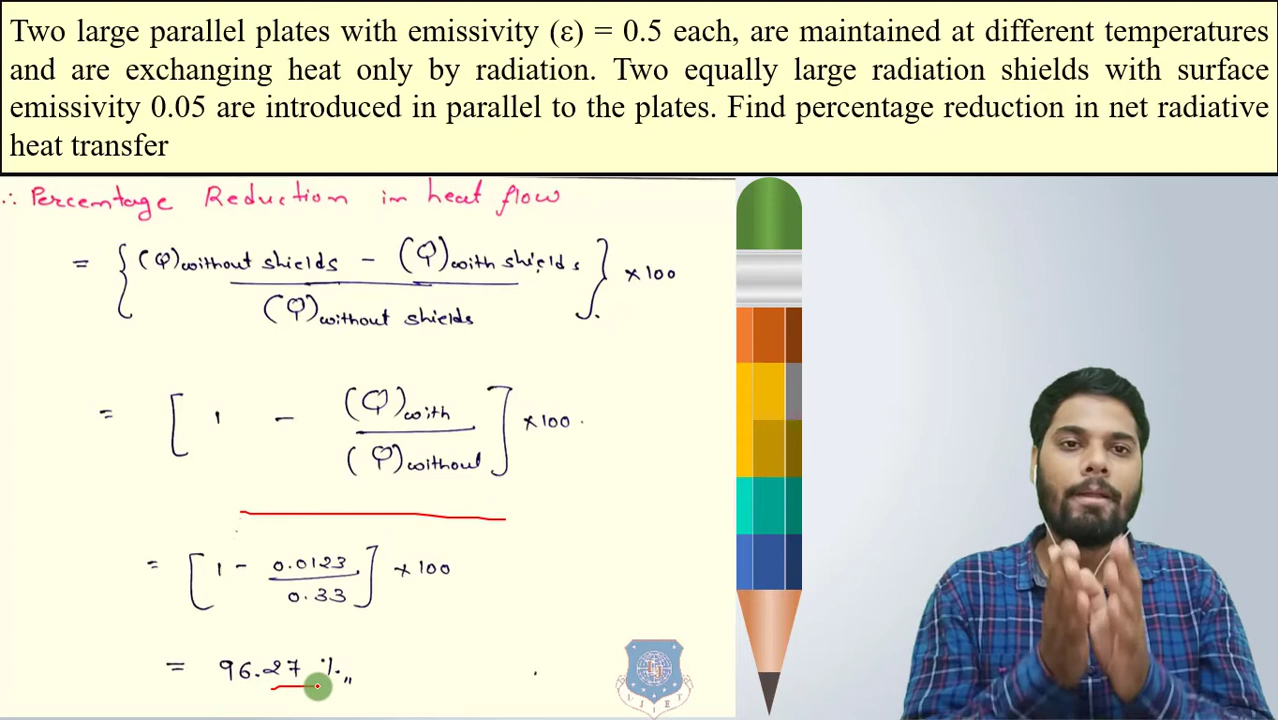 Two large parallel plates with emissivity (ε) = 0.5 each, are maintained at different temperatures
and are exchanging heat only by radiation. Two equally large radiation shields with surface
emissivity 0.05 are introduced in parallel to the plates. Find percentage reduction in net radiative
heat transfer
∴ Percentage Reduction in heat flow
= { (φ)without shields - (φ)with shields / (φ)without shields } × 100
= [ 1 - (φ)with / (φ)without ] × 100.
= [ 1 - 0.0123 / 0.33 ] × 100
= 96.27 %
VJIET